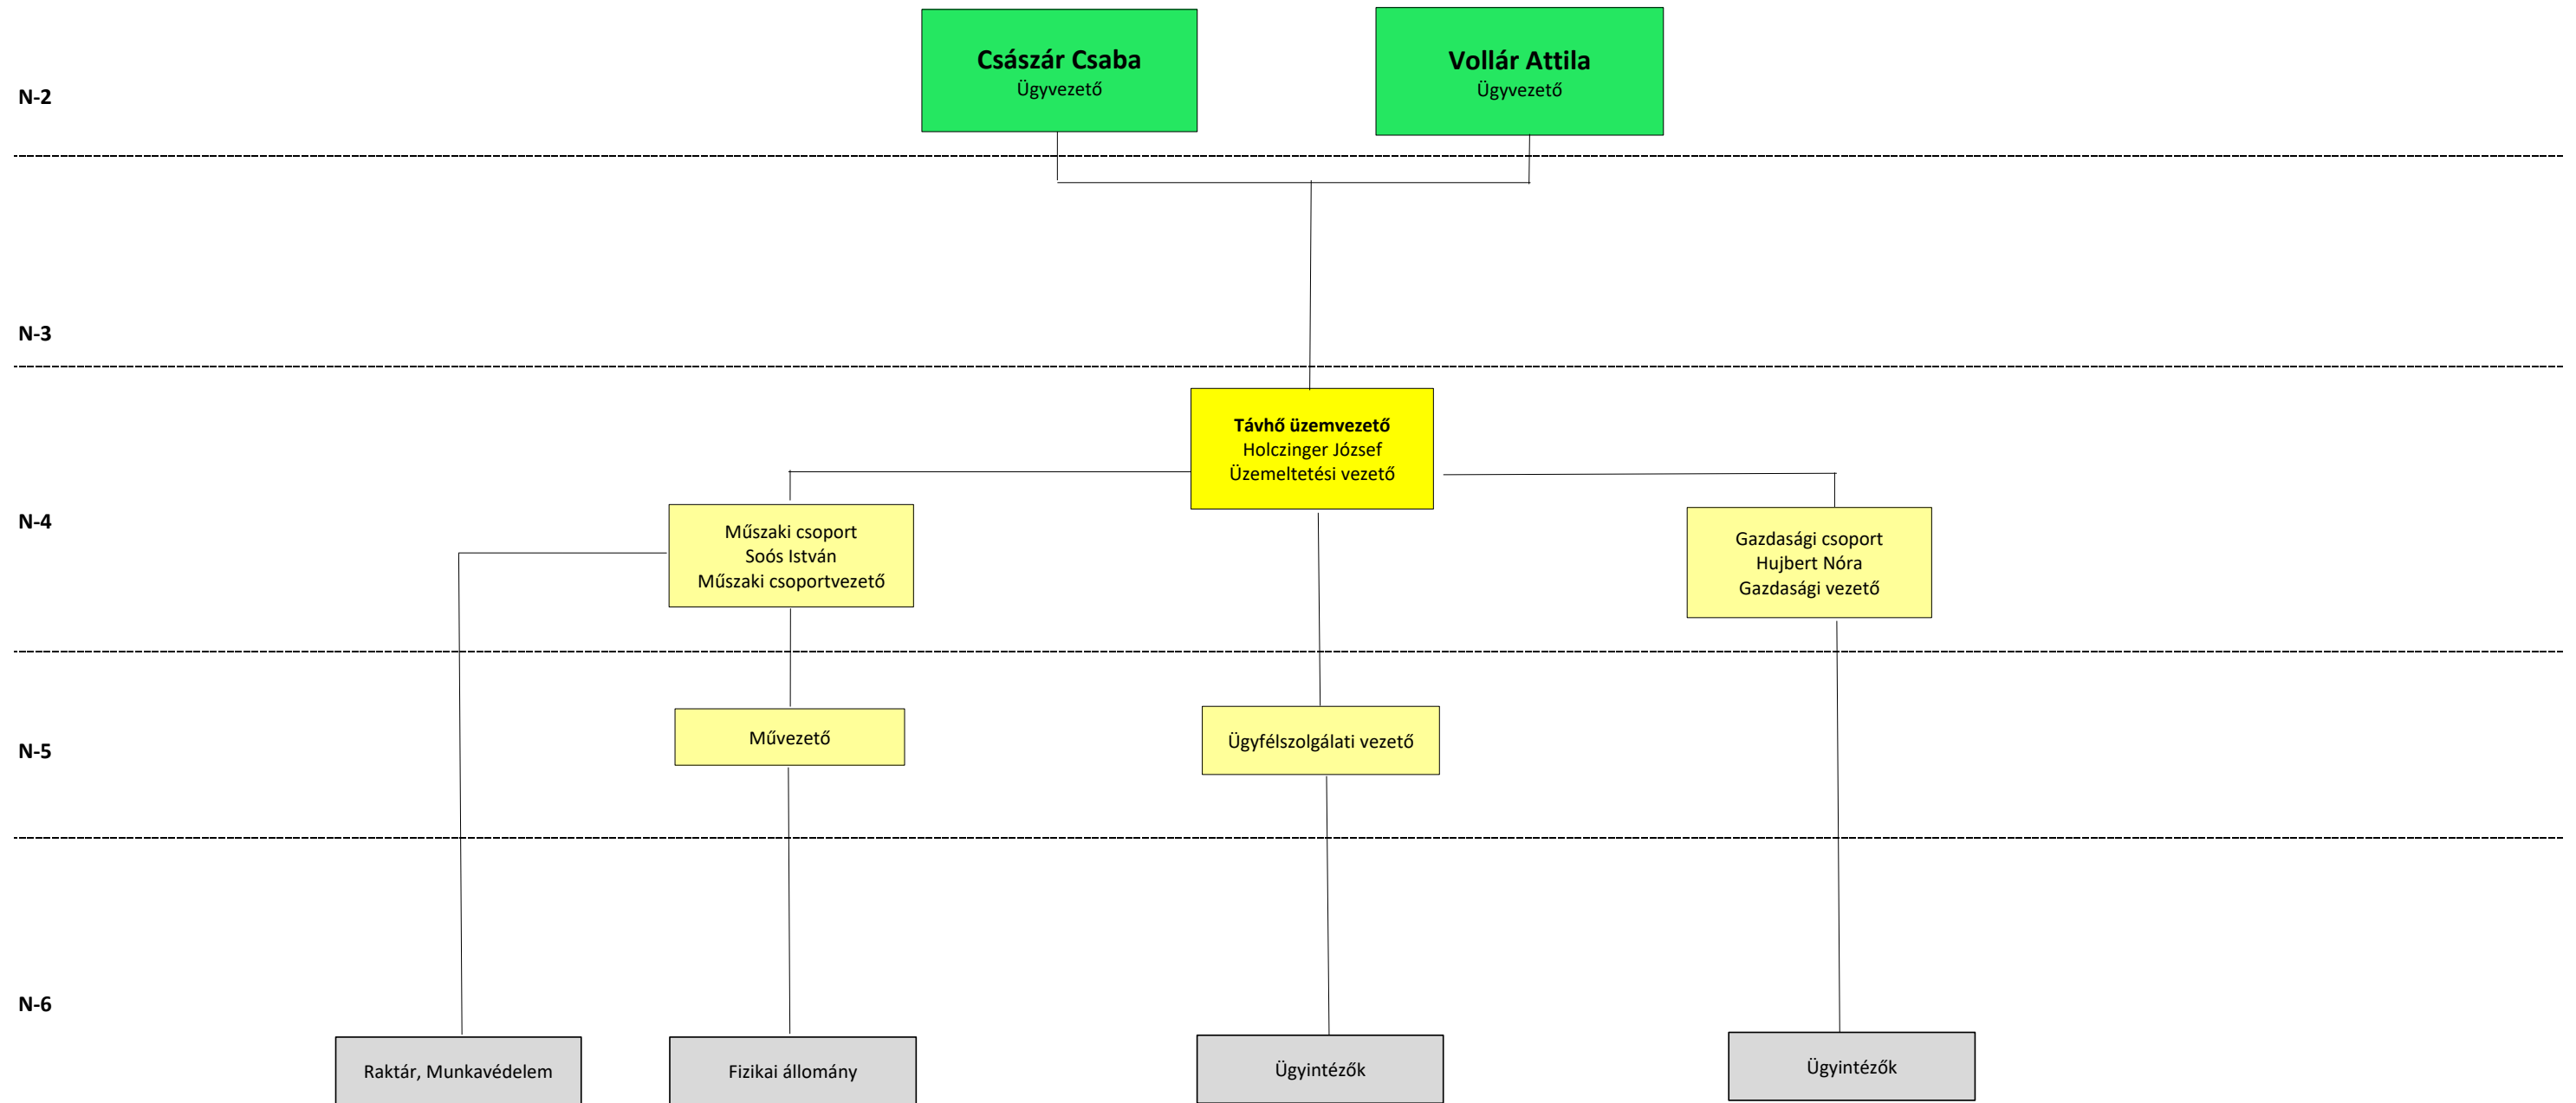 Császár Csaba
Ügyvezető
Vollár Attila
Ügyvezető
N-2
N-3
Távhő üzemvezető
Holczinger József
Üzemeltetési vezető
N-4
Műszaki csoport
Soós István
Műszaki csoportvezető
Gazdasági csoport
Hujbert Nóra
Gazdasági vezető
N-5
Művezető
Ügyfélszolgálati vezető
N-6
Raktár, Munkavédelem
Fizikai állomány
Ügyintézők
Ügyintézők